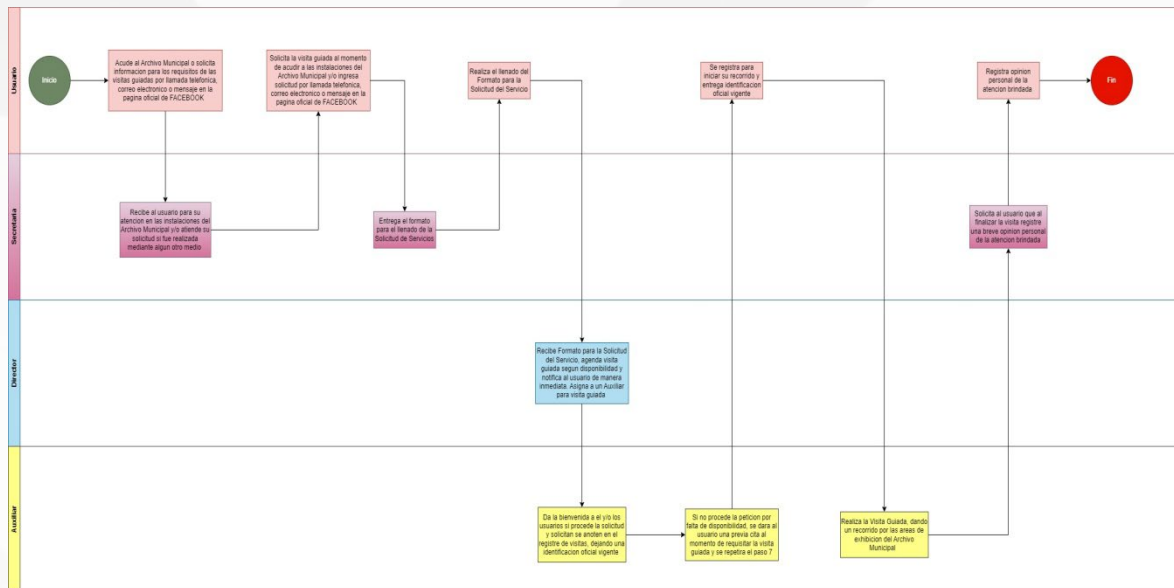 Usuario
Inicio
Acude al Archivo Municipal o solicita
informacion para los requisitos de las
visitas guiadas por llamada telefonica,
correo electronico o mensaje en la
pagina oficial de FACEBOOK
Solicita la visita guiada al momento de
acudir a las instalaciones del
Archivo Municipal y/o ingresa
solicitud por llamada telefonica,
correo electronico o mensaje en la
pagina oficial de FACEBOOK
Realiza el llenado del
Formato para la
Solicitud del Servicio
Se registra para
iniciar su recorrido y
entrega identificacion
oficial vigente
Registra opinion
personal de la
atencion brindada
Fin
Secretaria
Recibe al usuario para su
atencion en las instalaciones del
Archivo Municipal y/o atiende su
solicitud si fue realizada
mediante algun otro medio
Entrega el formato
para el llenado de la
Solicitud de Servicios
Solicita al usuario que al
finalizar la visita registre
una breve opinion personal
de la atencion brindada
Director
Recibe Formato para la Solicitud
del Servicio, agenda visita
guiada segun disponibilidad y
notifica al usuario de manera
inmediata. Asigna a un Auxiliar
para visita guiada
Auxiliar
Da la bienvenida a el y/o los
usuarios si procede la solicitud
y solicitan se anoten en el
registre de visitas, dejando una
identificacion oficial vigente
Si no procede la peticion por
falta de disponibilidad, se dara al
usuario una previa cita al
momento de requisitar la visita
guiada y se repetira el paso 7
Realiza la Visita Guiada, dando
un recorrido por las areas de
exhibicion del Archivo
Municipal